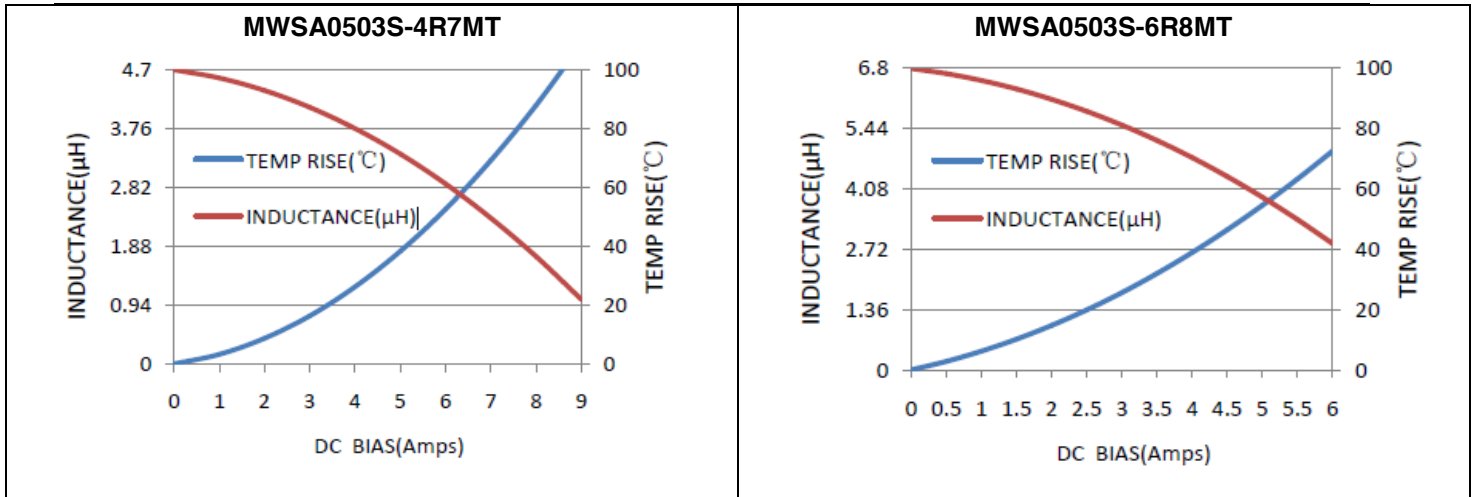 MWSA0503S-4R7MT
4.7
3.76
2.82
1.88
0.94
0
100
80
60
40
20
0
INDUCTANCE(μH)
TEMP RISE(℃)
TEMP RISE(℃)
INDUCTANCE(μH)
0 1 2 3 4 5 6 7 8 9
DC BIAS(Amps)
MWSA0503S-6R8MT
6.8
5.44
4.08
2.72
1.36
0
100
80
60
40
20
0
INDUCTANCE(μH)
TEMP RISE(℃)
TEMP RISE(℃)
INDUCTANCE(μH)
0 0.5 1 1.5 2 2.5 3 3.5 4 4.5 5 5.5 6
DC BIAS(Amps)